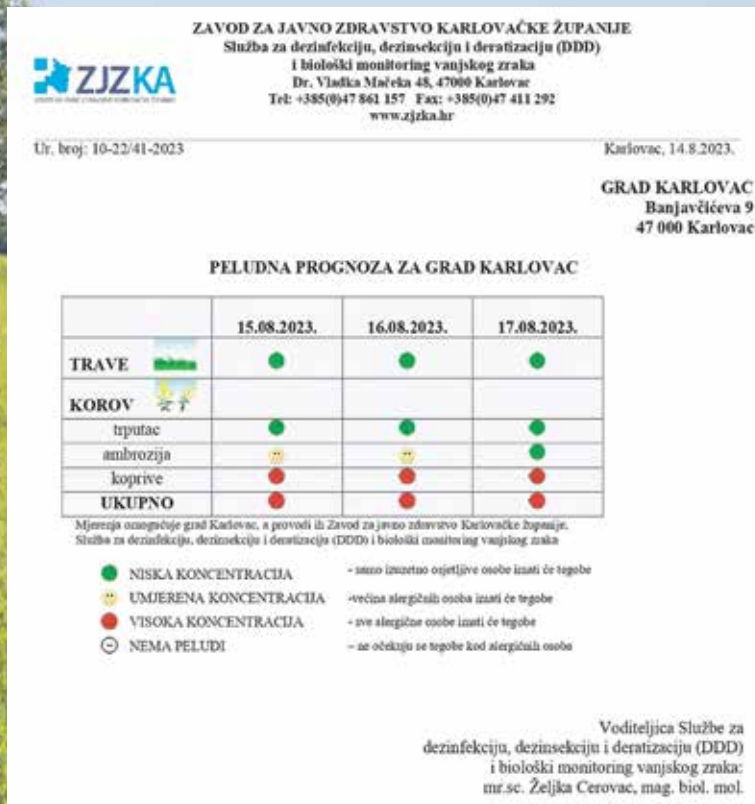 ZAVOD ZA JAVNO ZDRAVSTVO KARLOVAČKE ŽUPANIJE
Služba za dezinfekciju, dezinsekciju i deratizaciju (DDD)
i biološki monitoring vanjskog zraka
Dr. Vladka Mačeka 48, 47000 Karlovac
Tel: +385(0)47 861 157 Fax: +385(0)47 411 292
www.zjzka.hr
ZJZKA
Ur. broj: 10-22/41-2023
Karlovac, 14.8.2023.
GRAD KARLOVAC
Banjavčićeva 9
47 000 Karlovac
PELUDNA PROGNOZA ZA GRAD KARLOVAC
15.08.2023. 16.08.2023. 17.08.2023.
TRAVE
KOROV
trputac
ambrozija
koprive
UKUPNO
Mjerenja omogućuje grad Karlovac, a provodi ih Zavod za javno zdravstvo Karlovačke županije,
Služba za dezinfekciju, dezinsekciju i deratizaciju (DDD) i biološki monitoring vanjskog zraka
NISKA KONCENTRACIJA - samo izuzetno osjetljive osobe imati će tegobe
UMJERENA KONCENTRACIJA -većina alergičnih osoba imati će tegobe
VISOKA KONCENTRACIJA - sve alergične osobe imati će tegobe
NEMA PELUDI – ne očekuju se tegobe kod alergičnih osoba
Voditeljica Službe za
dezinfekciju, dezinsekciju i deratizaciju (DDD)
i biološki monitoring vanjskog zraka:
mr.sc. Željka Cerovac, mag. biol. mol.